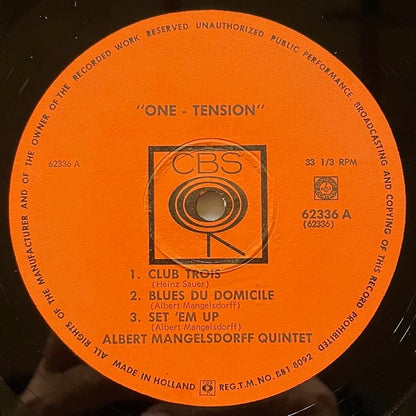 ALL RIGHTS OF THE MANUFACTURER AND OF THE OWNER OF THE RECORDED WORK RESERVED UNAUTHORIZED PUBLIC PERFORMANCE, BROADCASTING AND COPYING OF THIS RECORD PROHIBITED
"ONE - TENSION"
CBS
62336 A
33 1/3 RPM
62336 A
(62336)
1. CLUB TROIS
(Heinz Sauer)
2. BLUES DU DOMICILE
(Albert Mangelsdorff)
3. SET 'EM UP
(Albert Mangelsdorff)
ALBERT MANGELSDORFF QUINTET
MADE IN HOLLAND CBS REG.T.M.NO. BB1 8092